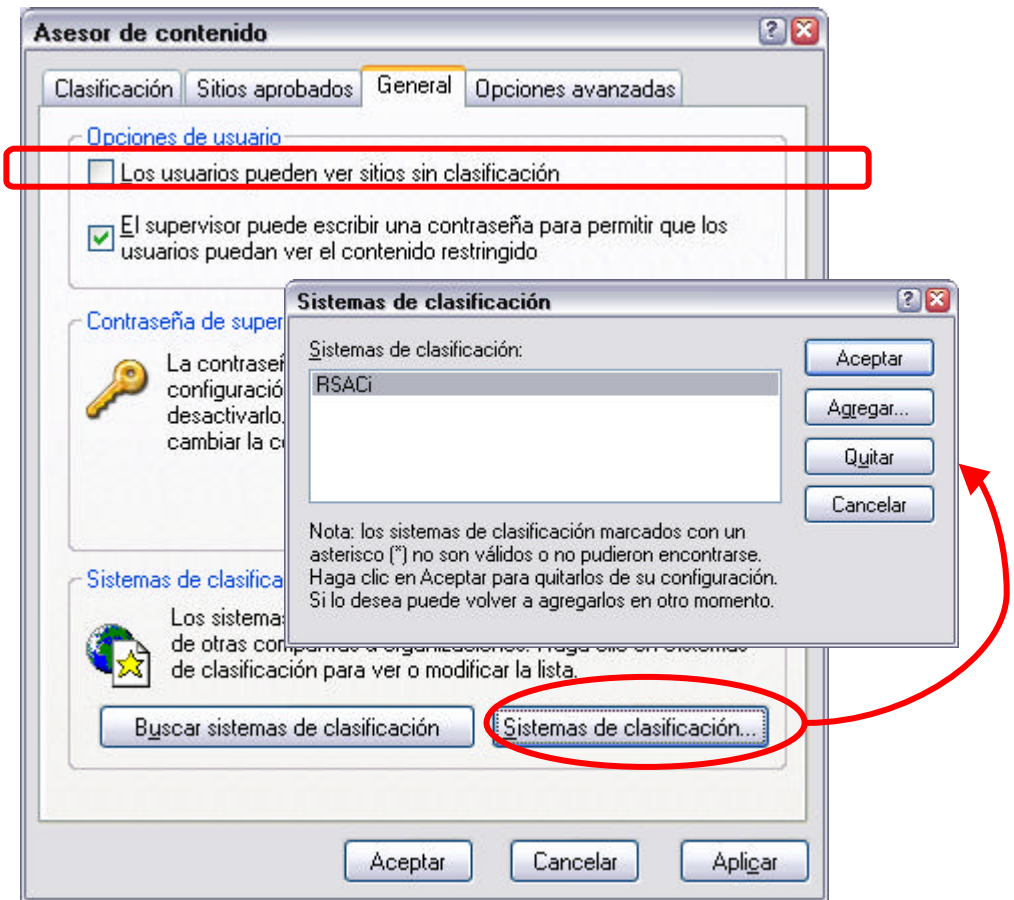 Asesor de contenido
Clasificación
Sitios aprobados
General
Opciones avanzadas
Opciones de usuario
Los usuarios pueden ver sitios sin clasificación
El supervisor puede escribir una contraseña para permitir que los
usuarios puedan ver el contenido restringido
Contraseña de
La
configuració
desactivarlo.
cambiar la
Sistemas de clasificación
Sistemas de clasificación:
RSACi
Aceptar
Agregar...
Quitar
Cancelar
Nota: los sistemas de clasificación marcados con un
asterisco (*) no son válidos o no pudieron encontrarse.
Haga clic en Aceptar para quitarlos de su configuración.
Si lo desea puede volver a agregarlos en otro momento.
Sistemas de clasifica
Los
de otras
de clasificación para ver o modificar la lista.
Buscar sistemas de clasificación
Sistemas de clasificación...
Aceptar
Cancelar
Aplicar